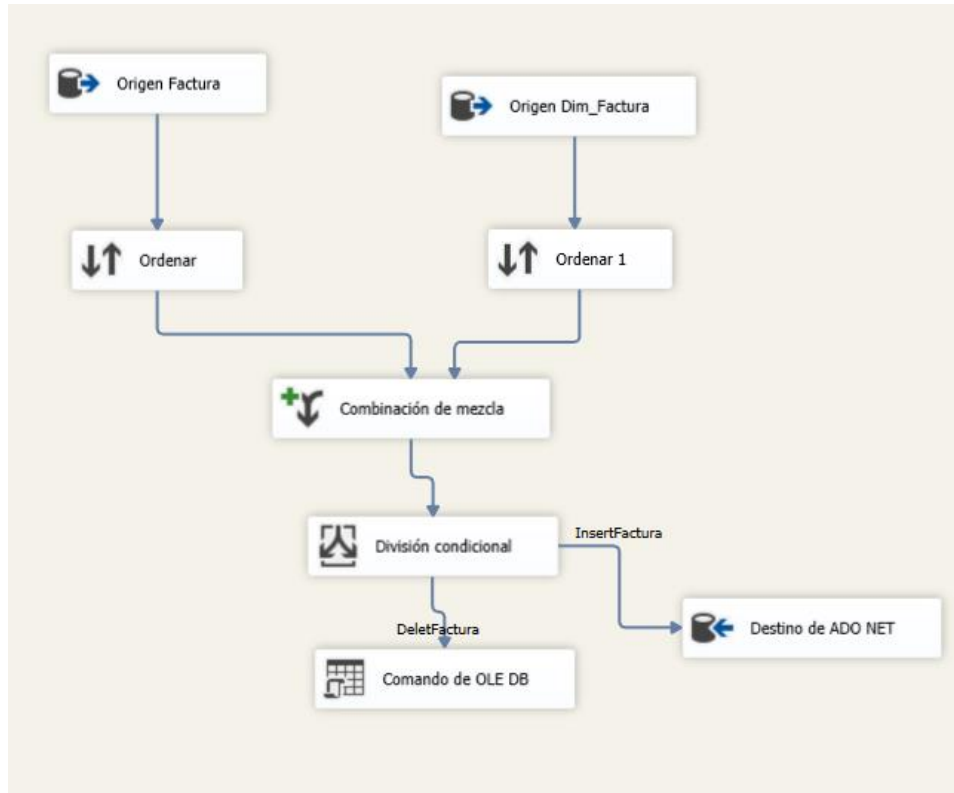 Origen Factura
Origen Dim_Factura
Ordenar
Ordenar 1
Combinación de mezcla
División condicional
InsertFactura
Destino de ADO NET
DeletFactura
Comando de OLE DB